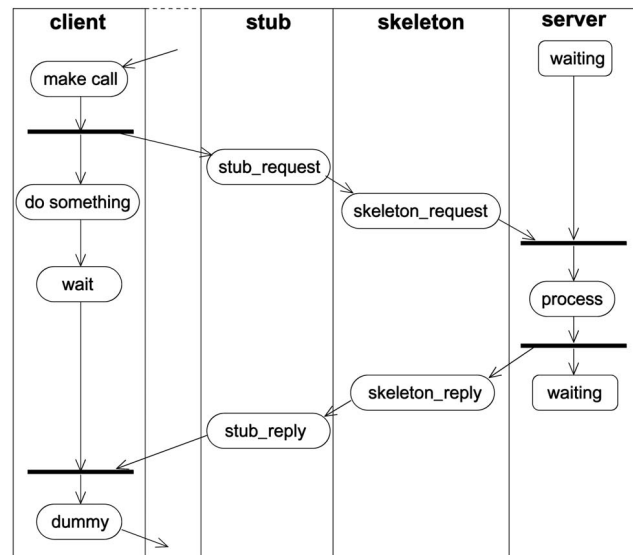 client
stub
skeleton
server
make call
waiting
stub_request
do something
skeleton_request
wait
process
skeleton_reply
waiting
stub_reply
dummy